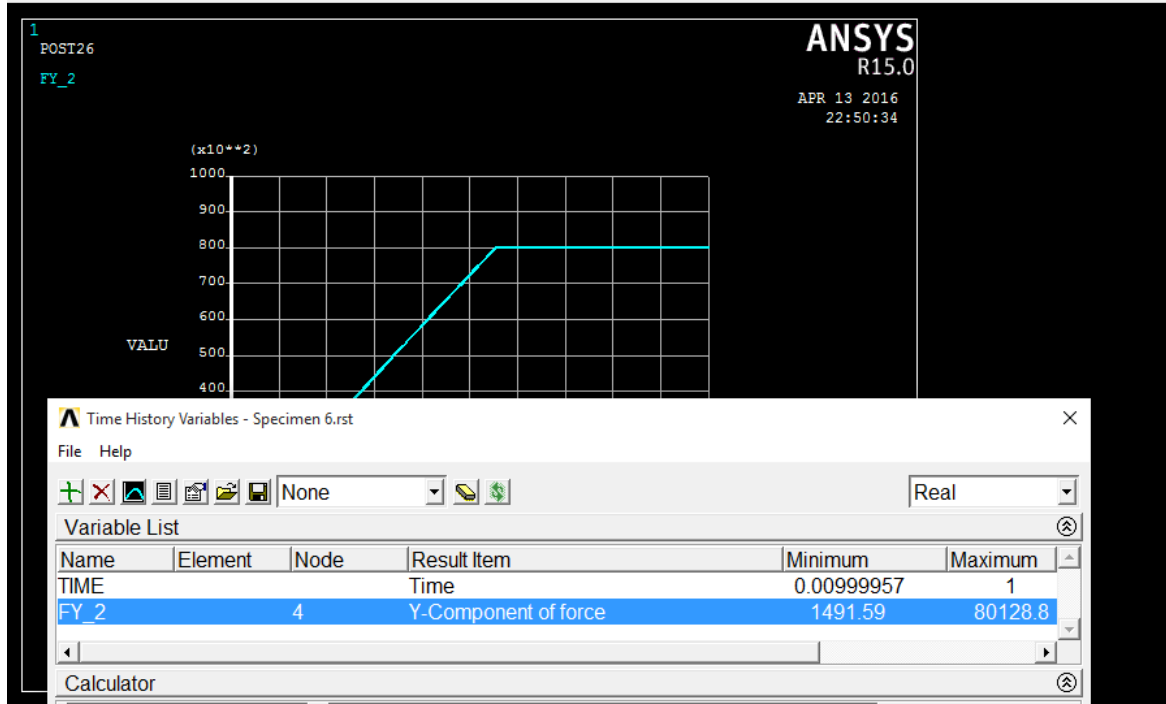 1
POST26
FY_2
ANSYS
R15.0
APR 13 2016
22:50:34
(x10**2)
1000
900
800
700
600
VALU
500
400
Time History Variables - Specimen 6.rst
File Help
None
Real
Variable List
Name Element Node Result Item Minimum Maximum
TIME Time 0.00999957 1
FY_2 4 Y-Component of force 1491.59 80128.8
Calculator